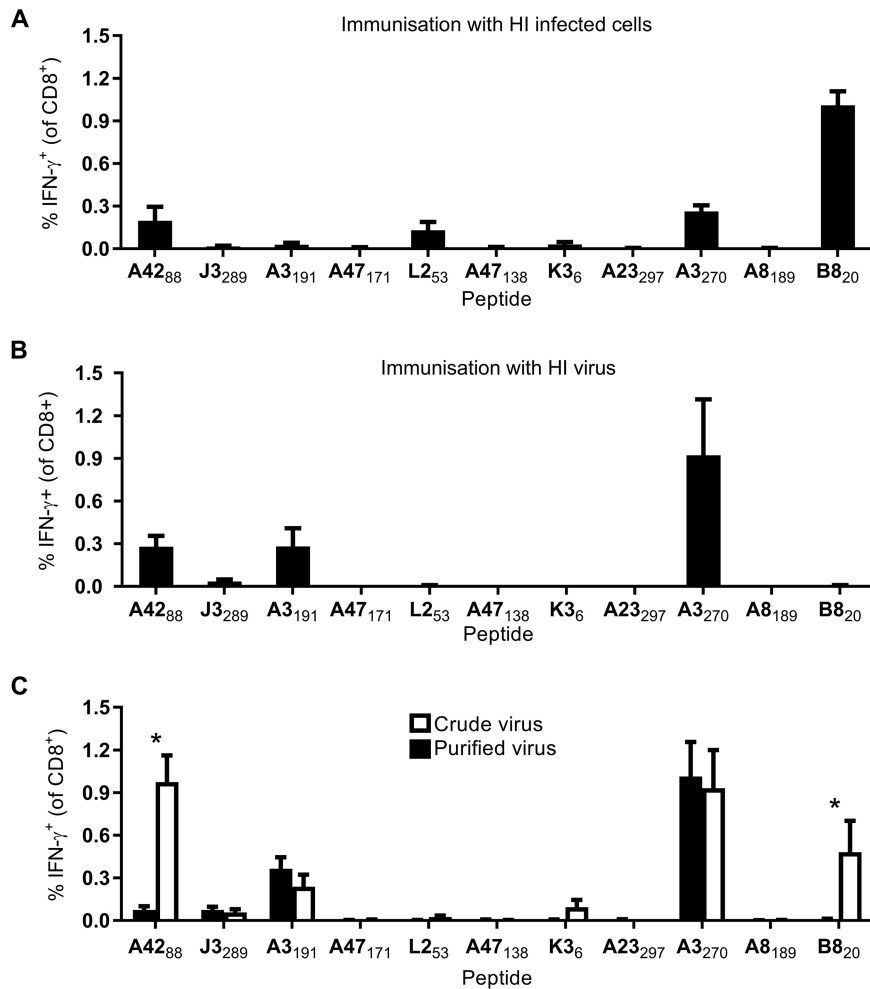 A
Immunisation with HI infected cells
% IFN-γ⁺ (of CD8⁺)
1.5
1.2
0.9
0.6
0.3
0.0
A42₈₈ J3₂₈₉ A3₁₉₁ A47₁₇₁ L2₅₃ A47₁₃₈ K3₆ A23₂₉₇ A3₂₇₀ A8₁₈₉ B8₂₀
Peptide
B
Immunisation with HI virus
% IFN-γ+ (of CD8+)
1.5
1.2
0.9
0.6
0.3
0.0
A42₈₈ J3₂₈₉ A3₁₉₁ A47₁₇₁ L2₅₃ A47₁₃₈ K3₆ A23₂₉₇ A3₂₇₀ A8₁₈₉ B8₂₀
Peptide
C
% IFN-γ⁺ (of CD8⁺)
1.5
1.2
0.9
0.6
0.3
0.0
Crude virus
Purified virus
*
*
A42₈₈ J3₂₈₉ A3₁₉₁ A47₁₇₁ L2₅₃ A47₁₃₈ K3₆ A23₂₉₇ A3₂₇₀ A8₁₈₉ B8₂₀
Peptide